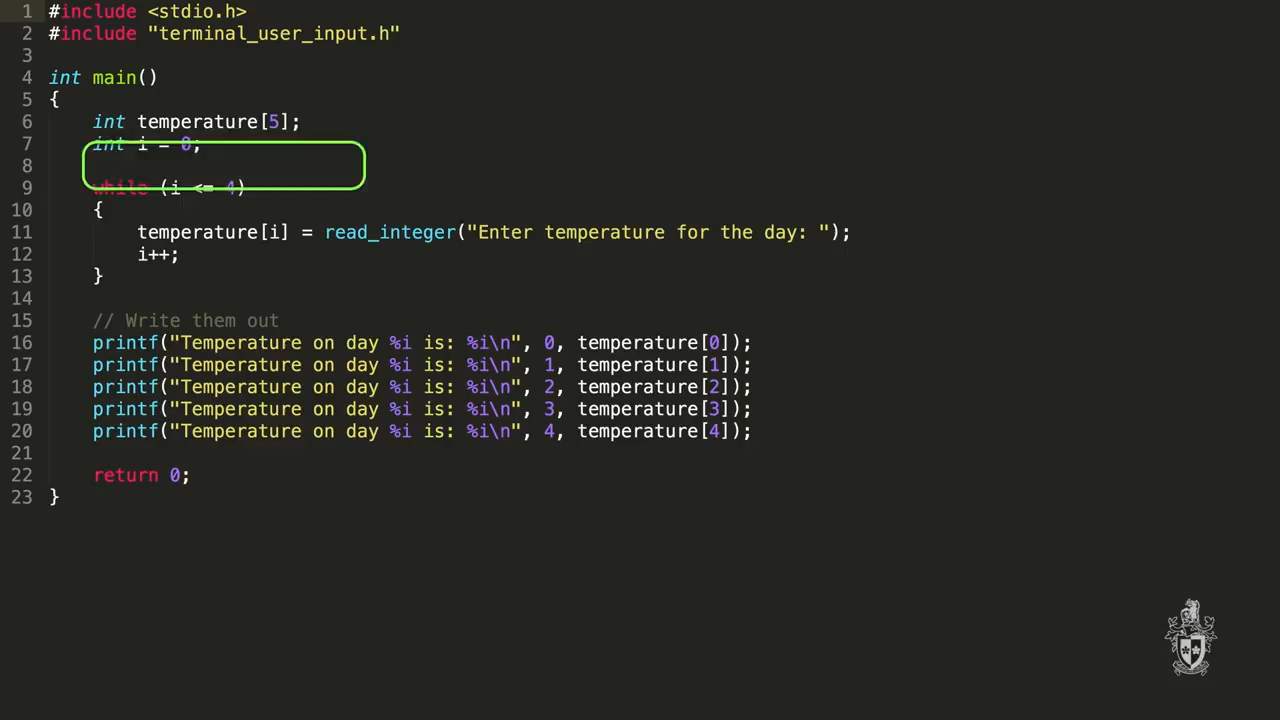 1 #include <stdio.h>
2 #include "terminal_user_input.h"
3
4 int main()
5 {
6 int temperature[5];
7 int i = 0;
8
9 while (i <= 4)
10 {
11 temperature[i] = read_integer("Enter temperature for the day: ");
12 i++;
13 }
14
15 // Write them out
16 printf("Temperature on day %i is: %i\n", 0, temperature[0]);
17 printf("Temperature on day %i is: %i\n", 1, temperature[1]);
18 printf("Temperature on day %i is: %i\n", 2, temperature[2]);
19 printf("Temperature on day %i is: %i\n", 3, temperature[3]);
20 printf("Temperature on day %i is: %i\n", 4, temperature[4]);
21
22 return 0;
23 }